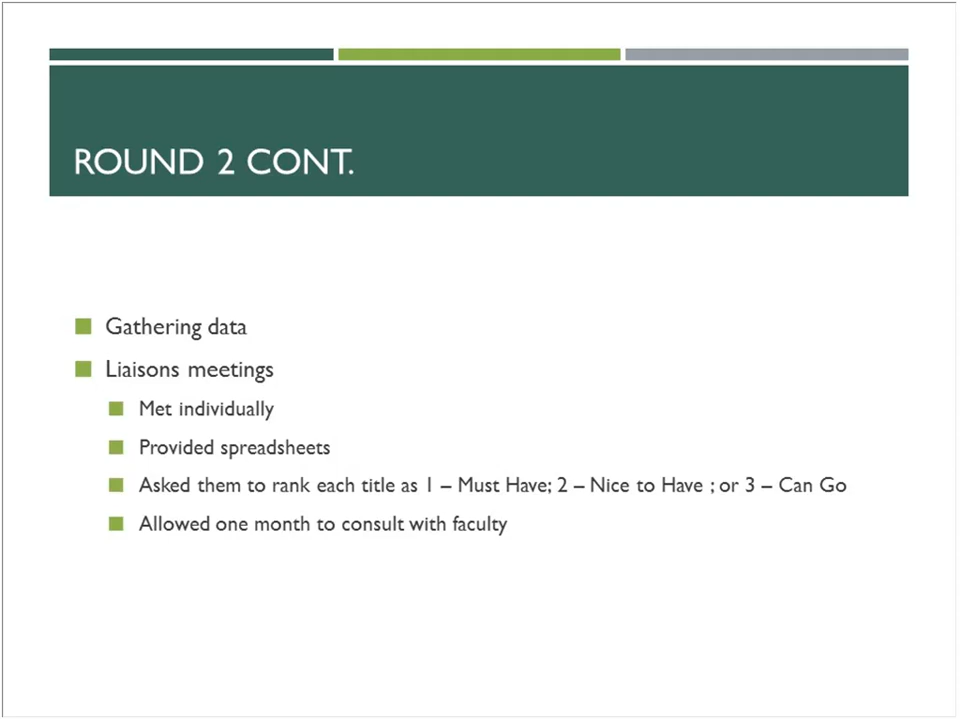 ROUND 2 CONT.
Gathering data
Liaisons meetings
Met individually
Provided spreadsheets
Asked them to rank each title as 1 – Must Have; 2 – Nice to Have ; or 3 – Can Go
Allowed one month to consult with faculty